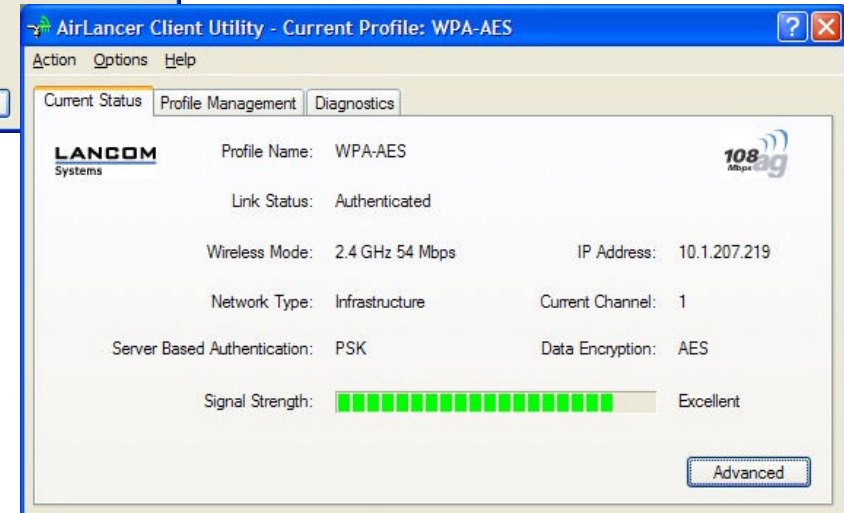 AirLancer Client Utility - Current Profile: WPA-AES
Action Options Help
Current Status Profile Management Diagnostics
LANCOM
Systems
Profile Name: WPA-AES
108
Mbps ag
Link Status: Authenticated
Wireless Mode: 2.4 GHz 54 Mbps IP Address: 10.1.207.219
Network Type: Infrastructure Current Channel: 1
Server Based Authentication: PSK Data Encryption: AES
Signal Strength: Excellent
Advanced